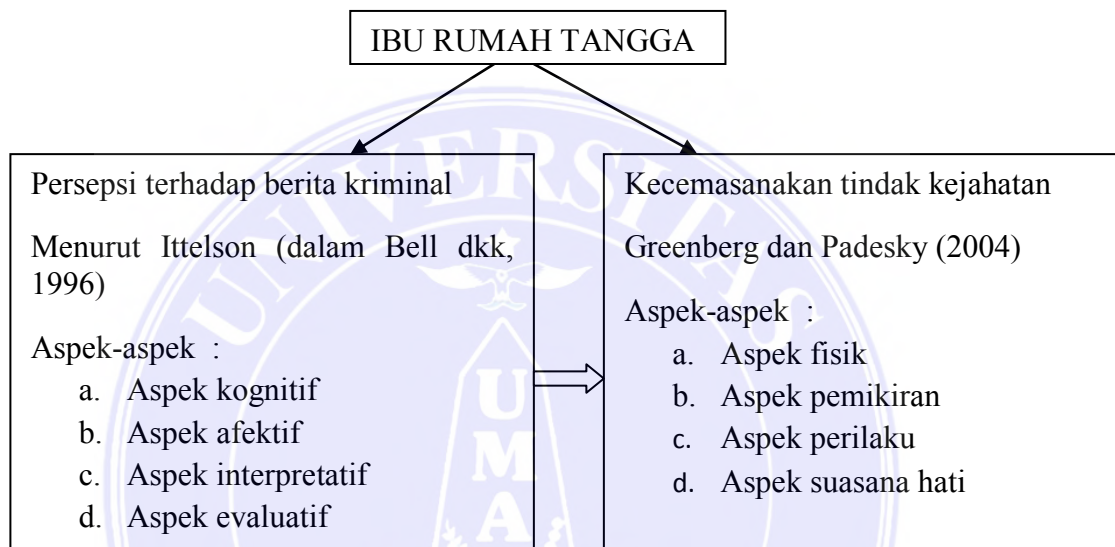 IBU RUMAH TANGGA
Persepsi terhadap berita kriminal
Menurut Ittelson (dalam Bell dkk,
1996)
Aspek-aspek :
a. Aspek kognitif
b. Aspek afektif
c. Aspek interpretatif
d. Aspek evaluatif
Kecemasanakan tindak kejahatan
Greenberg dan Padesky (2004)
Aspek-aspek :
a. Aspek fisik
b. Aspek pemikiran
c. Aspek perilaku
d. Aspek suasana hati
UNIVERSITAS
UMA